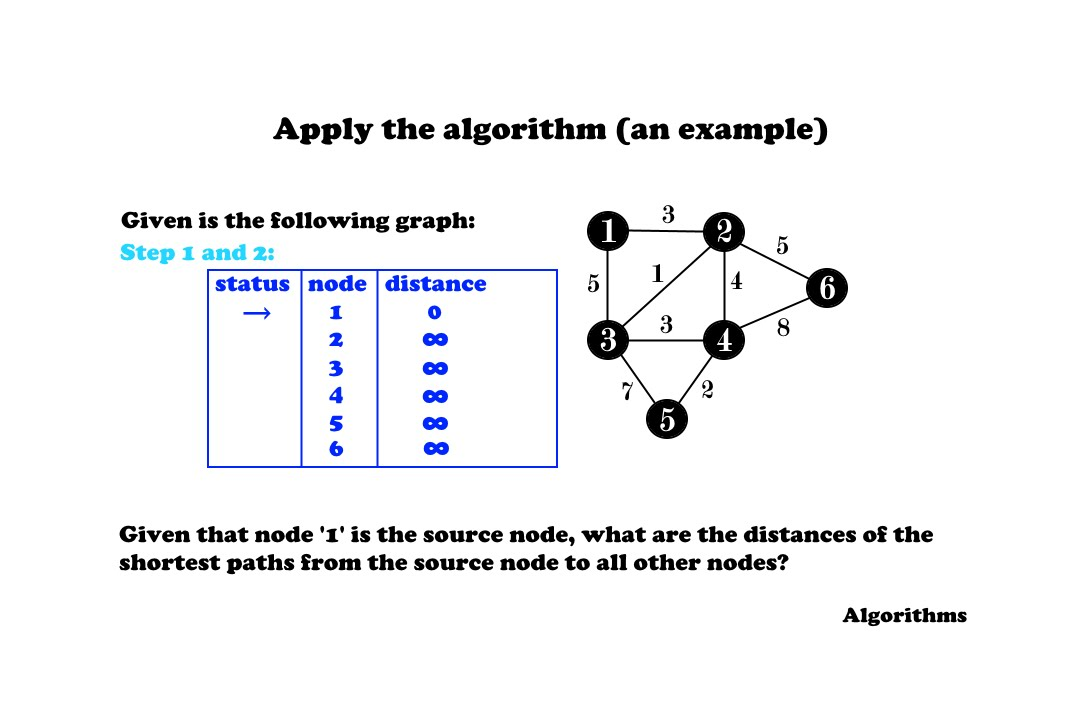 Apply the algorithm (an example)
Given is the following graph:
Step 1 and 2:
status node distance
→ 1 0
2 ∞
3 ∞
4 ∞
5 ∞
6 ∞
3
1 2
5
5 1 4
6
3
8
3 4
7 2
5
Given that node '1' is the source node, what are the distances of the
shortest paths from the source node to all other nodes?
Algorithms